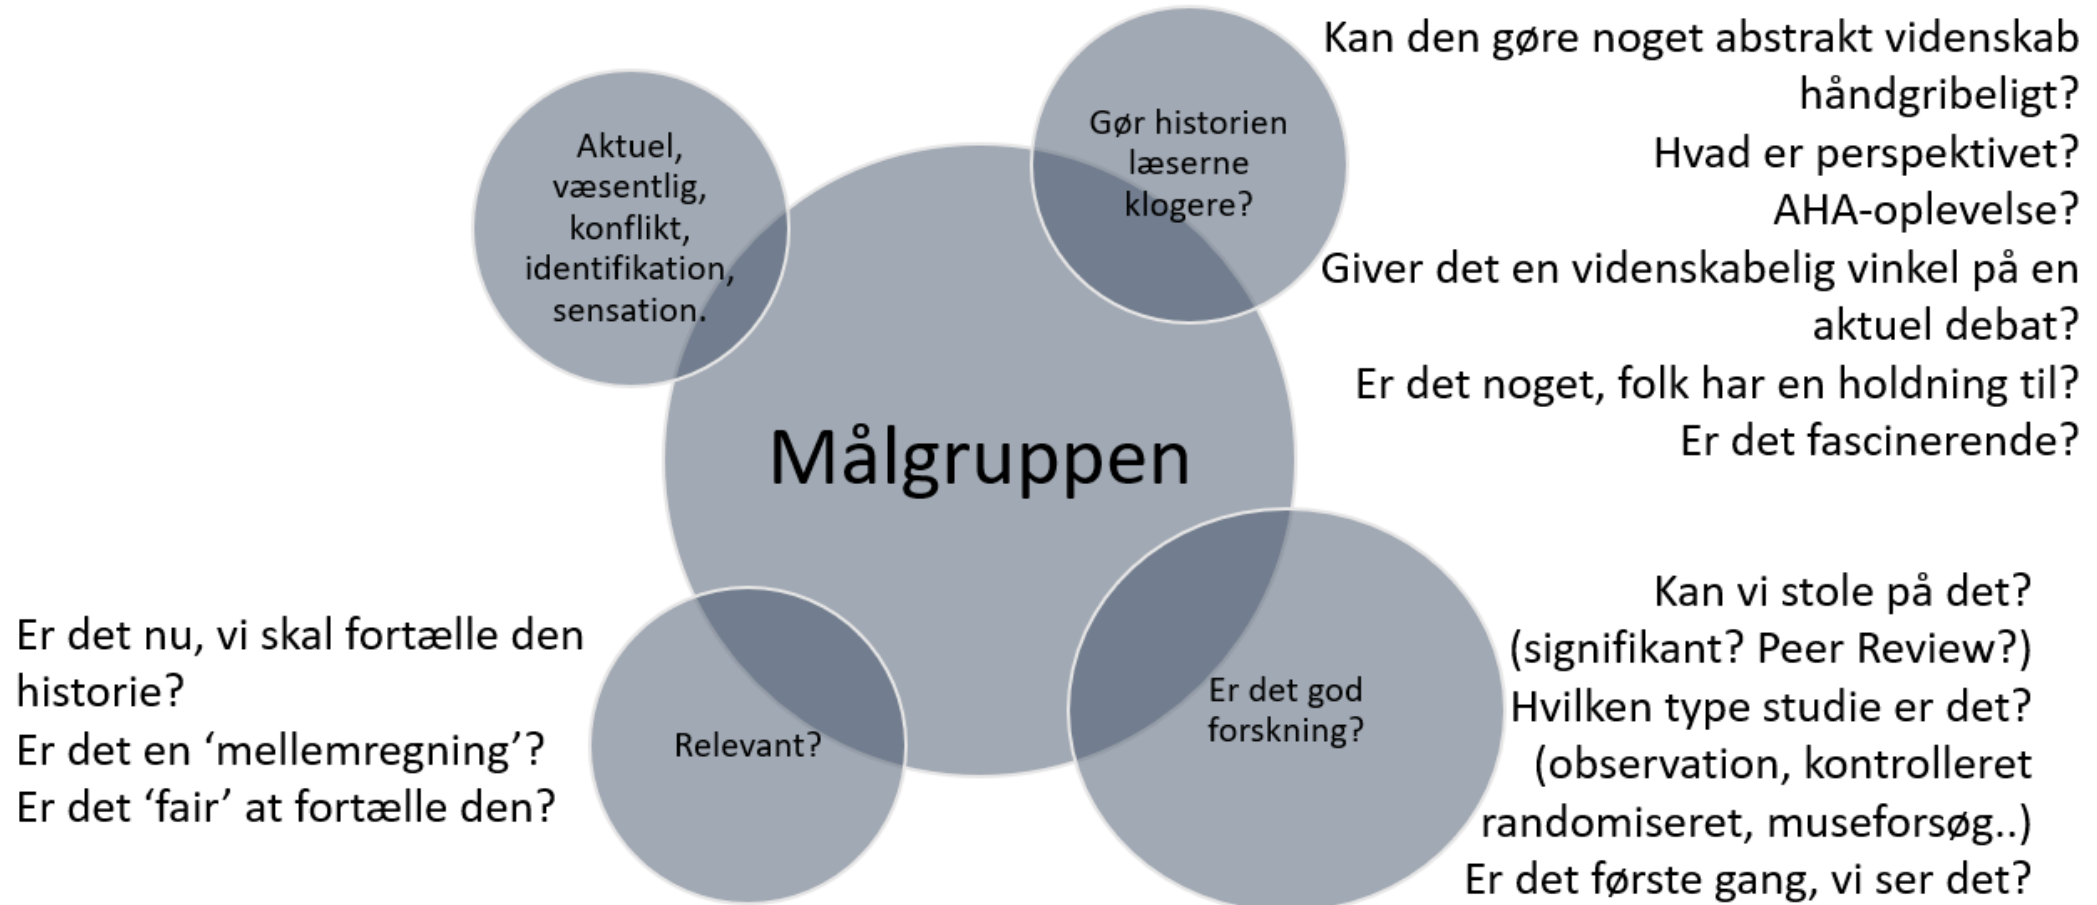 Aktuel,
væsentlig,
konflikt,
identifikation,
sensation.
Gør historien
læserne
klogere?
Kan den gøre noget abstrakt videnskab
håndgribeligt?
Hvad er perspektivet?
AHA-oplevelse?
Giver det en videnskabelig vinkel på en
aktuel debat?
Er det noget, folk har en holdning til?
Er det fascinerende?
Målgruppen
Er det nu, vi skal fortælle den
historie?
Er det en ‘mellemregning’?
Er det ‘fair’ at fortælle den?
Relevant?
Er det god
forskning?
Kan vi stole på det?
(signifikant? Peer Review?)
Hvilken type studie er det?
(observation, kontrolleret
randomiseret, museforsøg..)
Er det første gang, vi ser det?